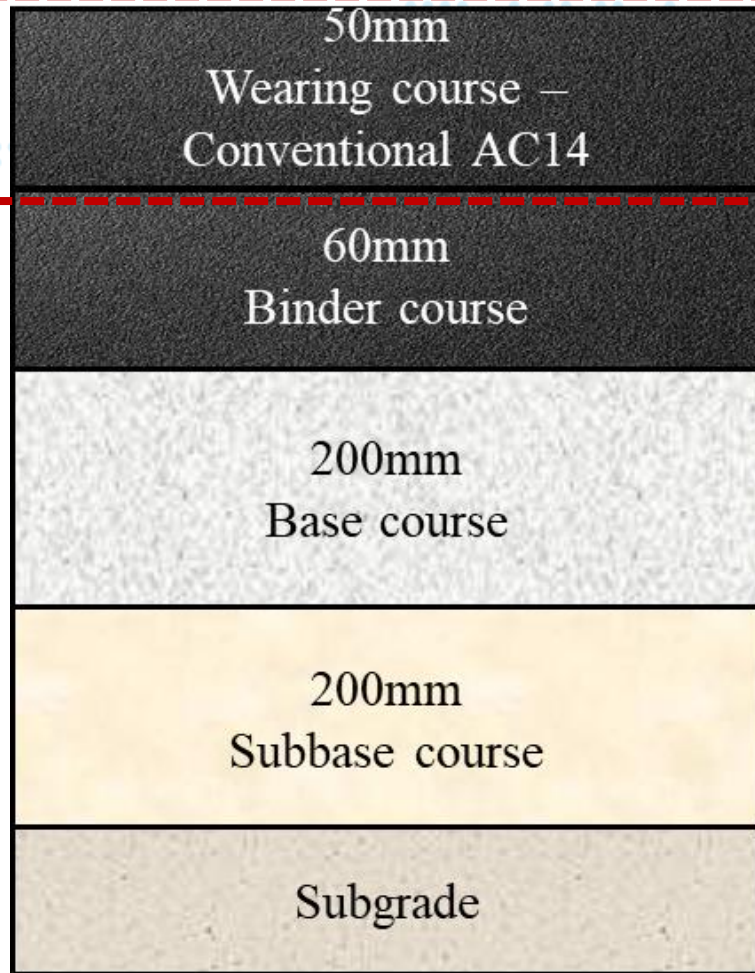 50mm
Wearing course –
Conventional AC14
60mm
Binder course
200mm
Base course
200mm
Subbase course
Subgrade